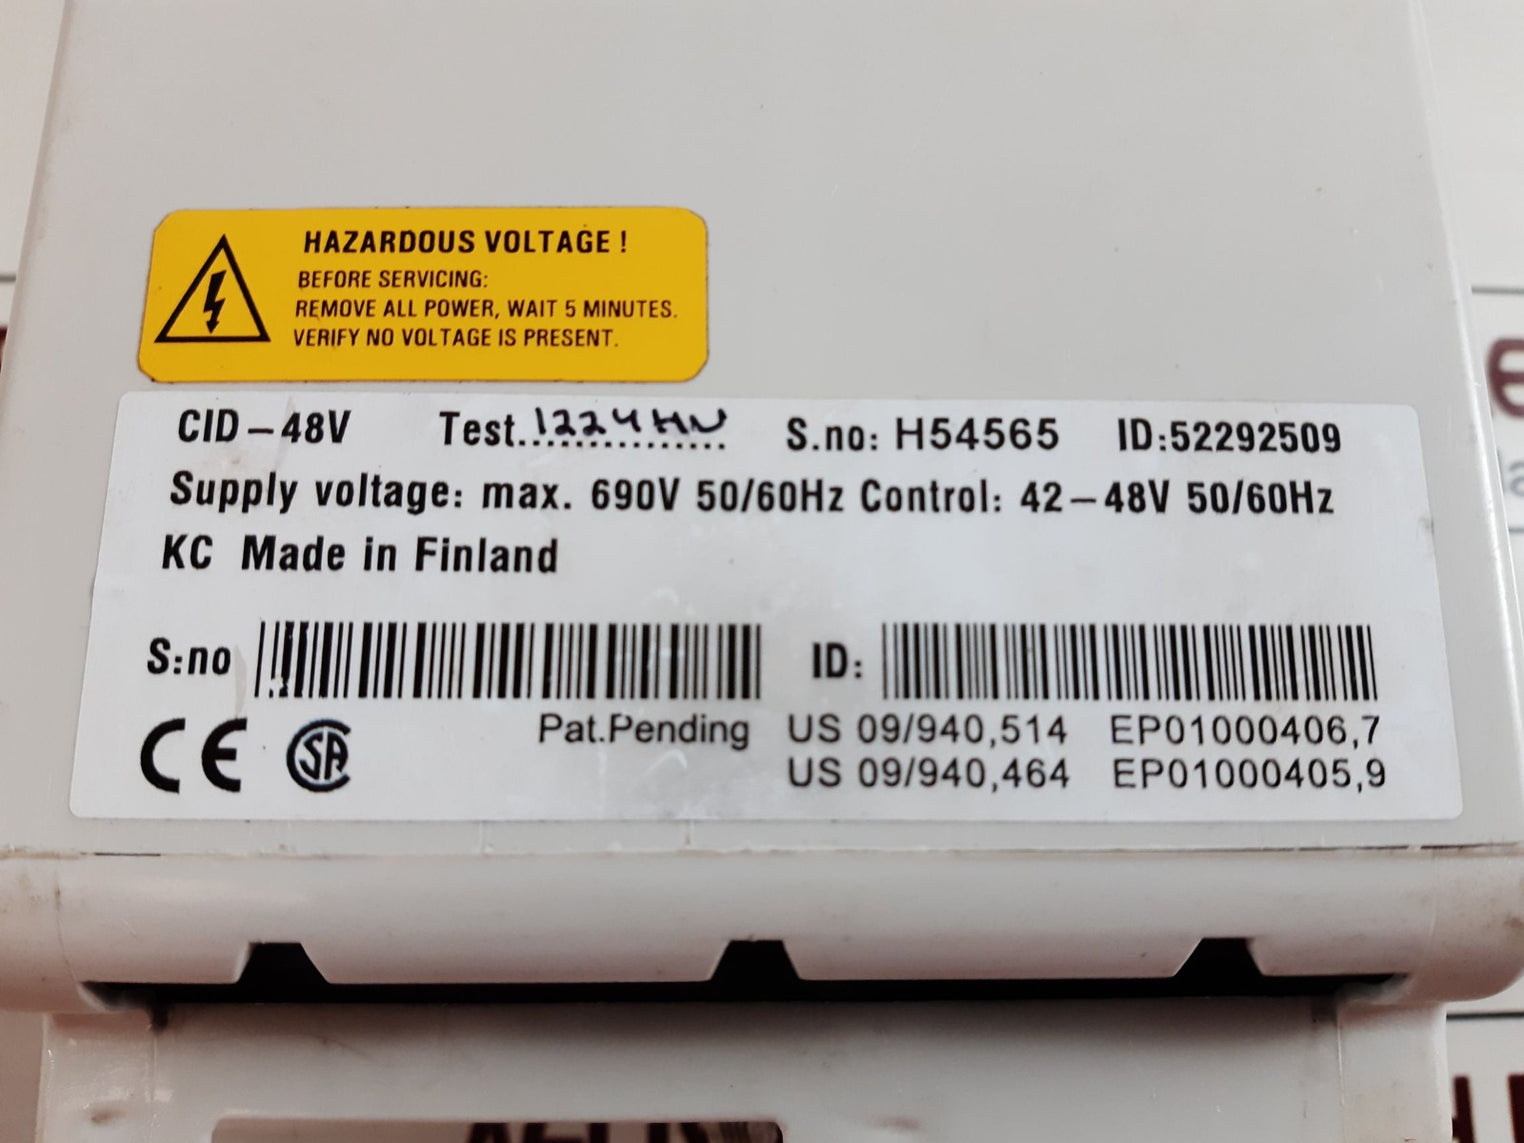 HAZARDOUS VOLTAGE !
BEFORE SERVICING:
REMOVE ALL POWER, WAIT 5 MINUTES.
VERIFY NO VOLTAGE IS PRESENT.
CID-48V Test.1224HN S.no: H54565 ID:52292509
Supply voltage: max. 690V 50/60Hz Control: 42-48V 50/60Hz
KC Made in Finland
S:no ID:
CE SA Pat.Pending US 09/940,514 EP01000406,7
US 09/940,464 EP01000405,9